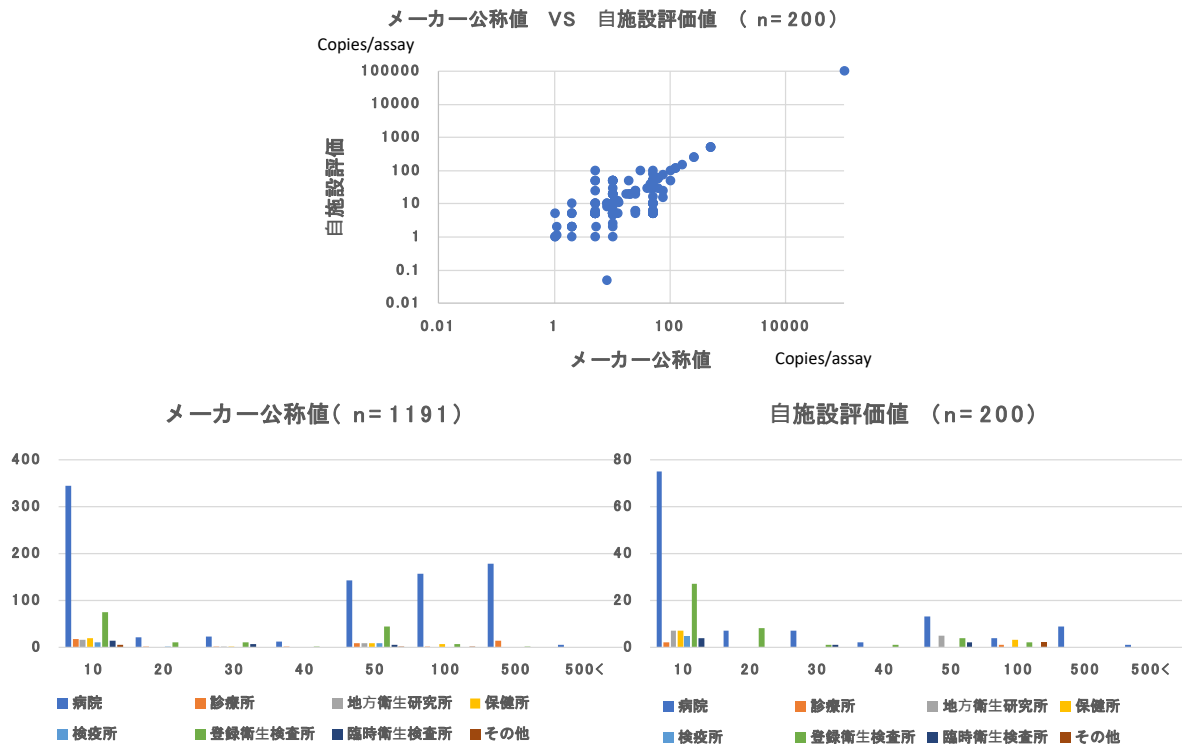 メーカー公称値 VS 自施設評価値 （n=200）
Copies/assay
100000
10000
1000
100
10
1
0.1
0.01
自施設評価
0.01 1 100 10000
メーカー公称値
Copies/assay
メーカー公称値（n=1191）
400
300
200
100
0
10 20 30 40 50 100 500 500<
病院 診療所 地方衛生研究所 保健所
検疫所 登録衛生検査所 臨時衛生検査所 その他
自施設評価値 （n=200）
80
60
40
20
0
10 20 30 40 50 100 500 500<
病院 診療所 地方衛生研究所 保健所
検疫所 登録衛生検査所 臨時衛生検査所 その他